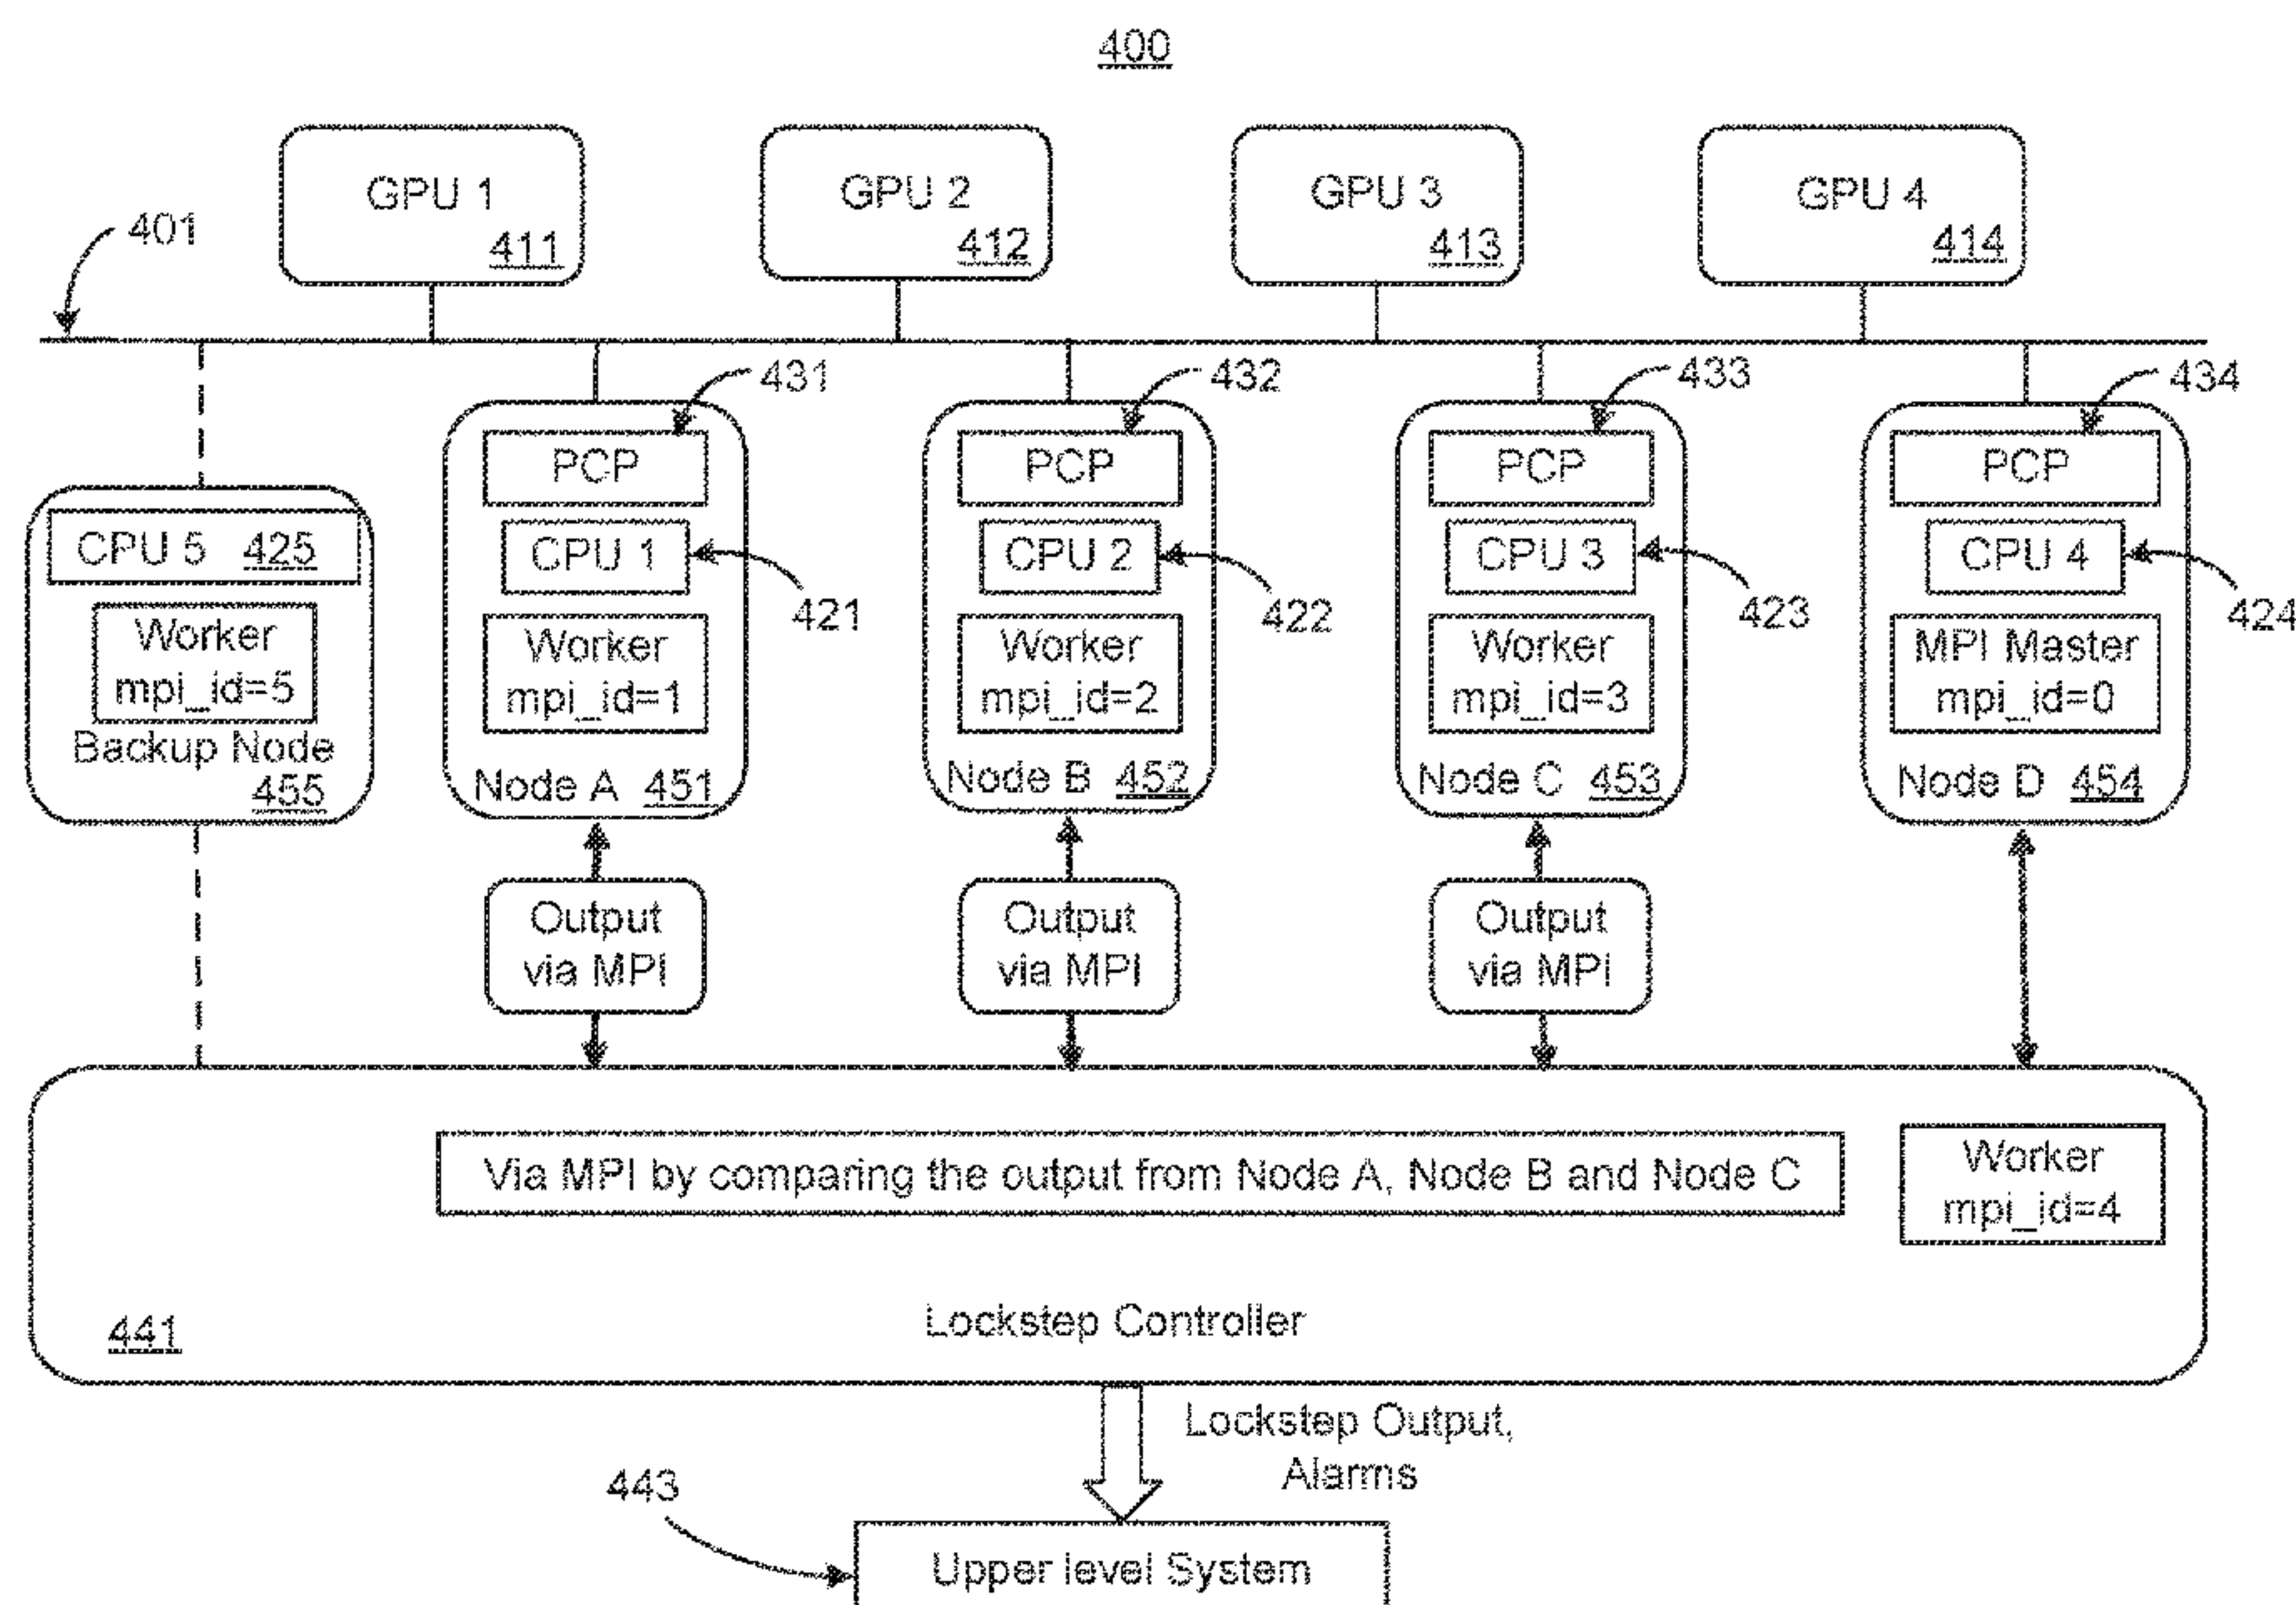 400
GPU 1
411
GPU 2
412
GPU 3
413
GPU 4
414
401
431
432
433
434
CPU 5 425
Worker
mpi_id=5
Backup Node
455
PCP
CPU 1
421
Worker
mpi_id=1
Node A 451
PCP
CPU 2
422
Worker
mpi_id=2
Node B 452
PCP
CPU 3
423
Worker
mpi_id=3
Node C 453
PCP
CPU 4
424
MPI Master
mpi_id=0
Node D 454
Output
via MPI
Output
via MPI
Output
via MPI
Via MPI by comparing the output from Node A, Node B and Node C
Worker
mpi_id=4
441
Lockstep Controller
Lockstep Output,
Alarms
443
Upper level System